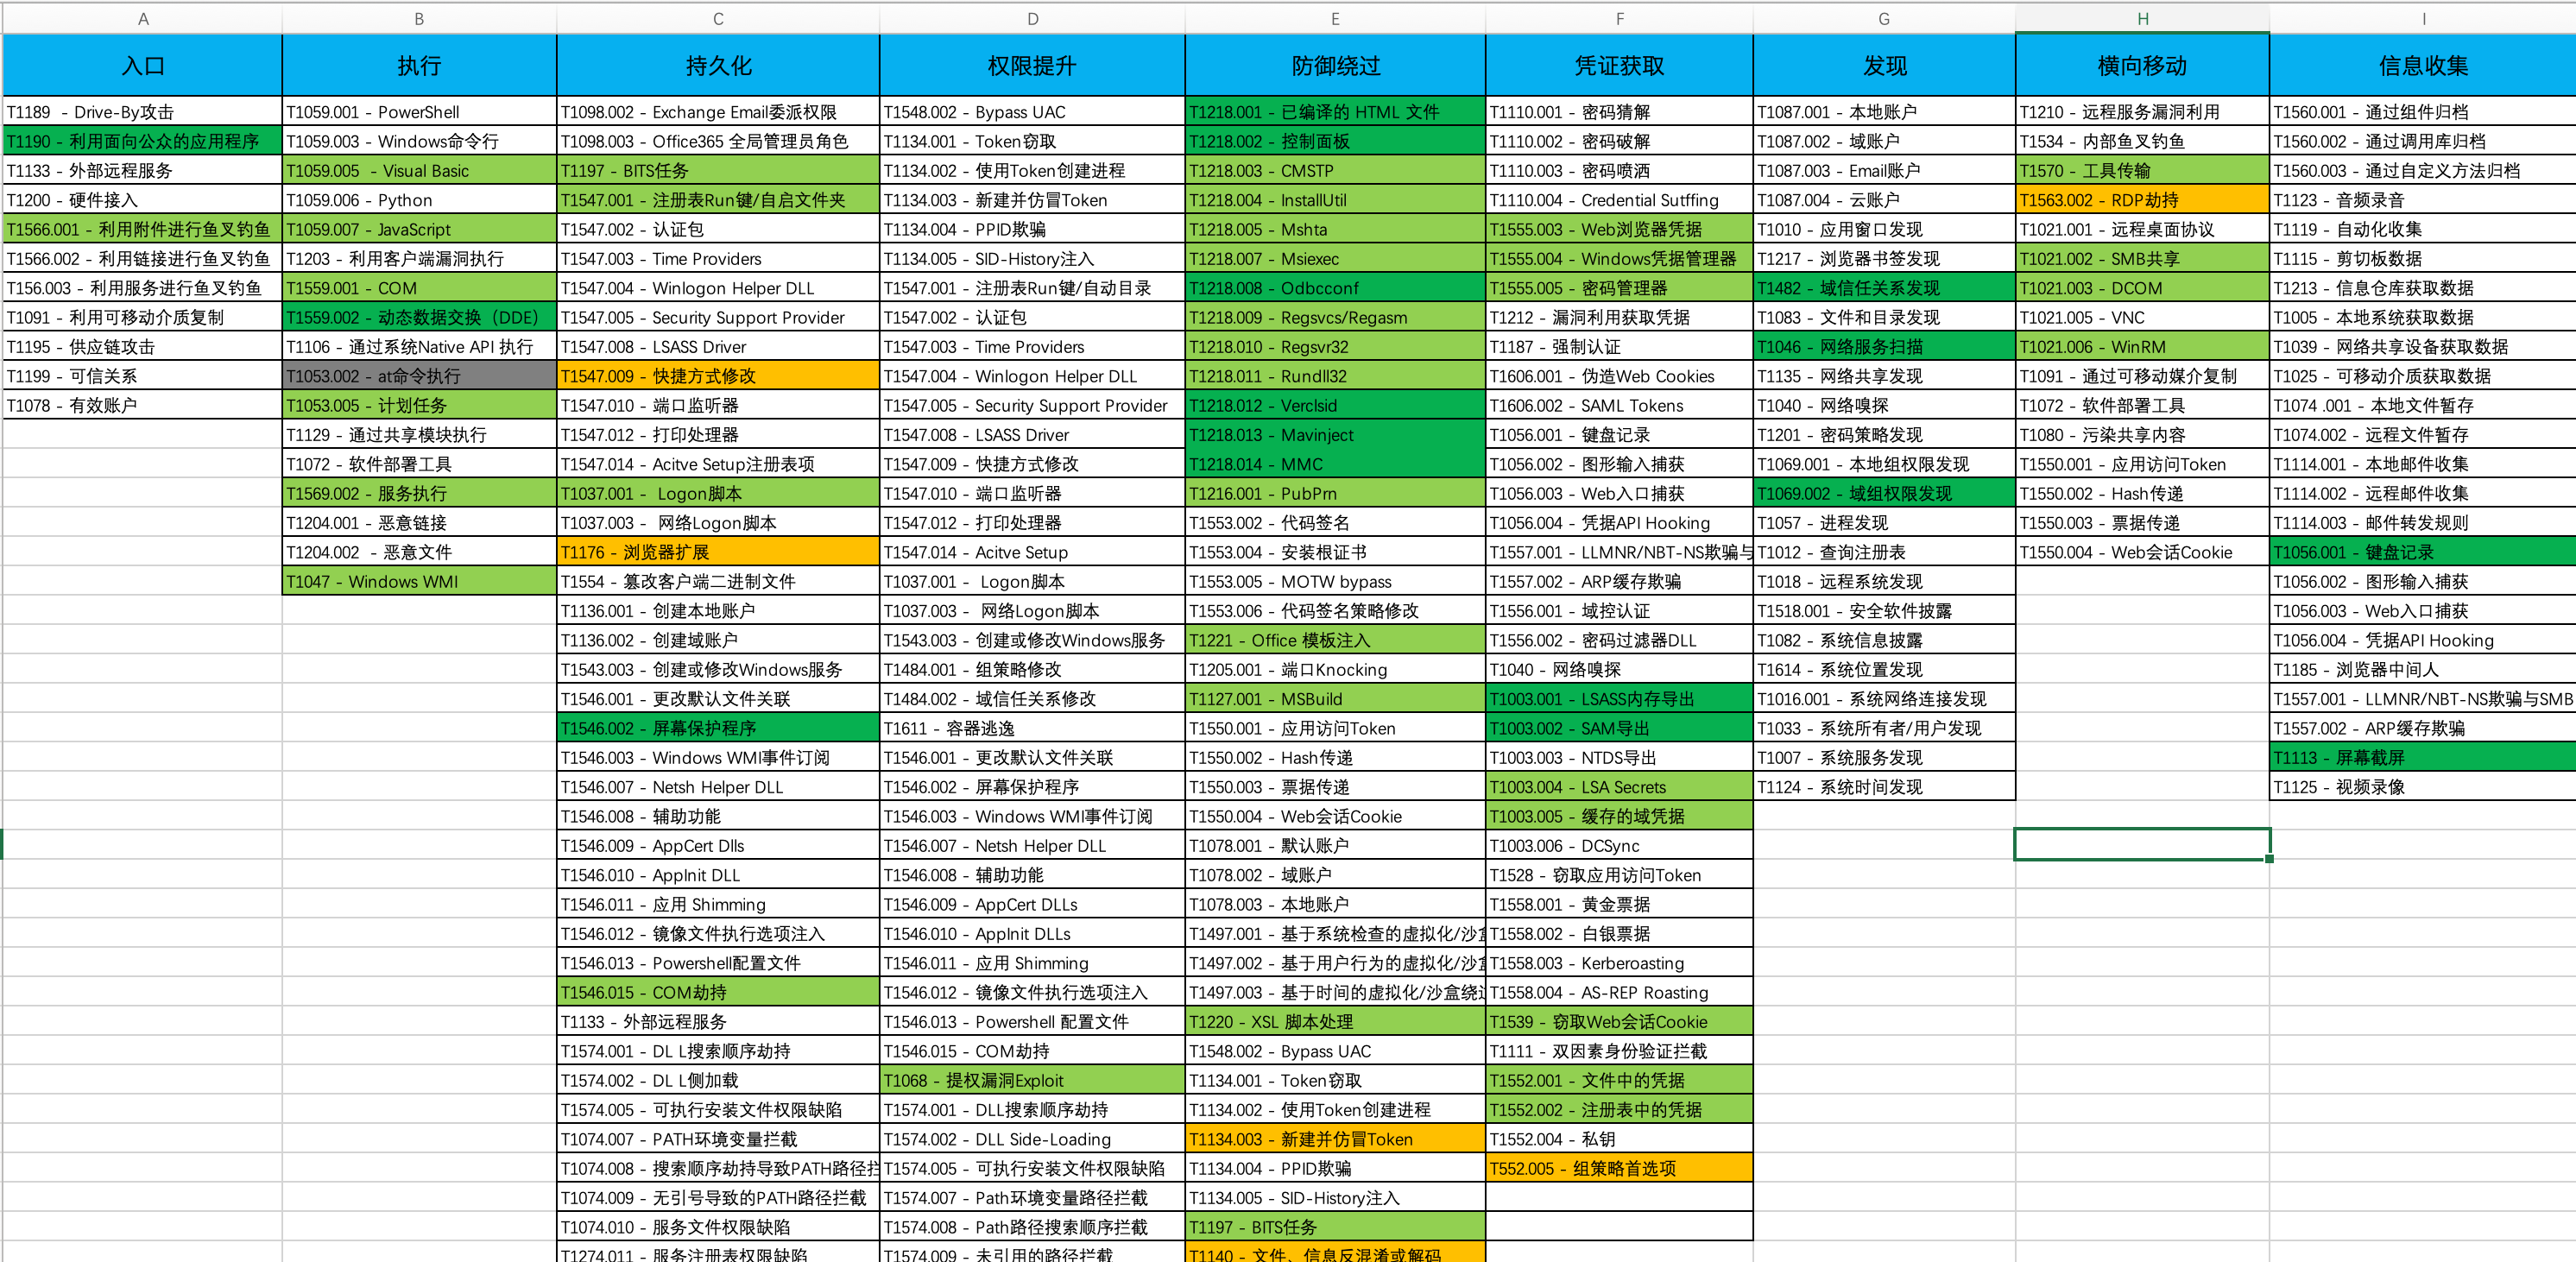 A B C D E F G H I
入口 执行 持久化 权限提升 防御绕过 凭证获取 发现 横向移动 信息收集
T1189 - Drive-By攻击 T1059.001 - PowerShell T1098.002 - Exchange Email委派权限 T1548.002 - Bypass UAC T1218.001 - 已编译的 HTML 文件 T1110.001 - 密码猜解 T1087.001 - 本地账户 T1210 - 远程服务漏洞利用 T1560.001 - 通过组件归档
T1190 - 利用面向公众的应用程序 T1059.003 - Windows命令行 T1098.003 - Office365 全局管理员角色 T1134.001 - Token窃取 T1218.002 - 控制面板 T1110.002 - 密码破解 T1087.002 - 域账户 T1534 - 内部鱼叉钓鱼 T1560.002 - 通过调用库归档
T1133 - 外部远程服务 T1059.005 - Visual Basic T1197 - BITS任务 T1134.002 - 使用Token创建进程 T1218.003 - CMSTP T1110.003 - 密码喷洒 T1087.003 - Email账户 T1570 - 工具传输 T1560.003 - 通过自定义方法归档
T1200 - 硬件接入 T1059.006 - Python T1547.001 - 注册表Run键/自启文件夹 T1134.003 - 新建并仿冒Token T1218.004 - InstallUtil T1110.004 - Credential Sutffing T1087.004 - 云账户 T1563.002 - RDP劫持 T1123 - 音频录音
T1566.001 - 利用附件进行鱼叉钓鱼 T1059.007 - JavaScript T1547.002 - 认证包 T1134.004 - PPID欺骗 T1218.005 - Mshta T1555.003 - Web浏览器凭据 T1010 - 应用窗口发现 T1021.001 - 远程桌面协议 T1119 - 自动化收集
T1566.002 - 利用链接进行鱼叉钓鱼 T1203 - 利用客户端漏洞执行 T1547.003 - Time Providers T1134.005 - SID-History注入 T1218.007 - Msiexec T1555.004 - Windows凭据管理器 T1217 - 浏览器书签发现 T1021.002 - SMB共享 T1115 - 剪切板数据
T156.003 - 利用服务进行鱼叉钓鱼 T1559.001 - COM T1547.004 - Winlogon Helper DLL T1547.001 - 注册表Run键/自动目录 T1218.008 - Odbcconf T1555.005 - 密码管理器 T1482 - 域信任关系发现 T1021.003 - DCOM T1213 - 信息仓库获取数据
T1091 - 利用可移动介质复制 T1559.002 - 动态数据交换（DDE） T1547.005 - Security Support Provider T1547.002 - 认证包 T1218.009 - Regsvcs/Regasm T1212 - 漏洞利用获取凭据 T1083 - 文件和目录发现 T1021.005 - VNC T1005 - 本地系统获取数据
T1195 - 供应链攻击 T1106 - 通过系统Native API 执行 T1547.008 - LSASS Driver T1547.003 - Time Providers T1218.010 - Regsvr32 T1187 - 强制认证 T1046 - 网络服务扫描 T1021.006 - WinRM T1039 - 网络共享设备获取数据
T1199 - 可信关系 T1053.002 - at命令执行 T1547.009 - 快捷方式修改 T1547.004 - Winlogon Helper DLL T1218.011 - Rundll32 T1606.001 - 伪造Web Cookies T1135 - 网络共享发现 T1091 - 通过可移动媒介复制 T1025 - 可移动介质获取数据
T1078 - 有效账户 T1053.005 - 计划任务 T1547.010 - 端口监听器 T1547.005 - Security Support Provider T1218.012 - Verclsid T1606.002 - SAML Tokens T1040 - 网络嗅探 T1072 - 软件部署工具 T1074 .001 - 本地文件暂存
T1129 - 通过共享模块执行 T1547.012 - 打印处理器 T1547.008 - LSASS Driver T1218.013 - Mavinject T1056.001 - 键盘记录 T1201 - 密码策略发现 T1080 - 污染共享内容 T1074.002 - 远程文件暂存
T1072 - 软件部署工具 T1547.014 - Acitve Setup注册表项 T1547.009 - 快捷方式修改 T1218.014 - MMC T1056.002 - 图形输入捕获 T1069.001 - 本地组权限发现 T1550.001 - 应用访问Token T1114.001 - 本地邮件收集
T1569.002 - 服务执行 T1037.001 - Logon脚本 T1547.010 - 端口监听器 T1216.001 - PubPrn T1056.003 - Web入口捕获 T1069.002 - 域组权限发现 T1550.002 - Hash传递 T1114.002 - 远程邮件收集
T1204.001 - 恶意链接 T1037.003 - 网络Logon脚本 T1547.012 - 打印处理器 T1553.002 - 代码签名 T1056.004 - 凭据API Hooking T1057 - 进程发现 T1550.003 - 票据传递 T1114.003 - 邮件转发规则
T1204.002 - 恶意文件 T1176 - 浏览器扩展 T1547.014 - Acitve Setup T1553.004 - 安装根证书 T1557.001 - LLMNR/NBT-NS欺骗与 T1012 - 查询注册表 T1550.004 - Web会话Cookie T1056.001 - 键盘记录
T1047 - Windows WMI T1554 - 篡改客户端二进制文件 T1037.001 - Logon脚本 T1553.005 - MOTW bypass T1557.002 - ARP缓存欺骗 T1018 - 远程系统发现 T1056.002 - 图形输入捕获
T1136.001 - 创建本地账户 T1037.003 - 网络Logon脚本 T1553.006 - 代码签名策略修改 T1556.001 - 域控认证 T1518.001 - 安全软件披露 T1056.003 - Web入口捕获
T1136.002 - 创建域账户 T1543.003 - 创建或修改Windows服务 T1221 - Office 模板注入 T1556.002 - 密码过滤器DLL T1082 - 系统信息披露 T1056.004 - 凭据API Hooking
T1543.003 - 创建或修改Windows服务 T1484.001 - 组策略修改 T1205.001 - 端口Knocking T1040 - 网络嗅探 T1614 - 系统位置发现 T1185 - 浏览器中间人
T1546.001 - 更改默认文件关联 T1484.002 - 域信任关系修改 T1127.001 - MSBuild T1003.001 - LSASS内存导出 T1016.001 - 系统网络连接发现 T1557.001 - LLMNR/NBT-NS欺骗与SMB
T1546.002 - 屏幕保护程序 T1611 - 容器逃逸 T1550.001 - 应用访问Token T1003.002 - SAM导出 T1033 - 系统所有者/用户发现 T1557.002 - ARP缓存欺骗
T1546.003 - Windows WMI事件订阅 T1546.001 - 更改默认文件关联 T1550.002 - Hash传递 T1003.003 - NTDS导出 T1007 - 系统服务发现 T1113 - 屏幕截屏
T1546.007 - Netsh Helper DLL T1546.002 - 屏幕保护程序 T1550.003 - 票据传递 T1003.004 - LSA Secrets T1124 - 系统时间发现 T1125 - 视频录像
T1546.008 - 辅助功能 T1546.003 - Windows WMI事件订阅 T1550.004 - Web会话Cookie T1003.005 - 缓存的域凭据
T1546.009 - AppCert Dlls T1546.007 - Netsh Helper DLL T1078.001 - 默认账户 T1003.006 - DCSync
T1546.010 - AppInit DLL T1546.008 - 辅助功能 T1078.002 - 域账户 T1528 - 窃取应用访问Token
T1546.011 - 应用 Shimming T1546.009 - AppCert DLLs T1078.003 - 本地账户 T1558.001 - 黄金票据
T1546.012 - 镜像文件执行选项注入 T1546.010 - AppInit DLLs T1497.001 - 基于系统检查的虚拟化/沙 T1558.002 - 白银票据
T1546.013 - Powershell配置文件 T1546.011 - 应用 Shimming T1497.002 - 基于用户行为的虚拟化/沙 T1558.003 - Kerberoasting
T1546.015 - COM劫持 T1546.012 - 镜像文件执行选项注入 T1497.003 - 基于时间的虚拟化/沙盒绕 T1558.004 - AS-REP Roasting
T1133 - 外部远程服务 T1546.013 - Powershell 配置文件 T1220 - XSL 脚本处理 T1539 - 窃取Web会话Cookie
T1574.001 - DL L搜索顺序劫持 T1546.015 - COM劫持 T1548.002 - Bypass UAC T1111 - 双因素身份验证拦截
T1574.002 - DL L侧加载 T1068 - 提权漏洞Exploit T1134.001 - Token窃取 T1552.001 - 文件中的凭据
T1574.005 - 可执行安装文件权限缺陷 T1574.001 - DLL搜索顺序劫持 T1134.002 - 使用Token创建进程 T1552.002 - 注册表中的凭据
T1074.007 - PATH环境变量拦截 T1574.002 - DLL Side-Loading T1134.003 - 新建并仿冒Token T1552.004 - 私钥
T1074.008 - 搜索顺序劫持导致PATH路径拦 T1574.005 - 可执行安装文件权限缺陷 T1134.004 - PPID欺骗 T552.005 - 组策略首选项
T1074.009 - 无引号导致的PATH路径拦截 T1574.007 - Path环境变量路径拦截 T1134.005 - SID-History注入
T1074.010 - 服务文件权限缺陷 T1574.008 - Path路径搜索顺序拦截 T1197 - BITS任务
T1274.011 - 服务注册表权限缺陷 T1574.009 - 未引用的路径拦截 T1140 - 文件、信息反混淆或解码